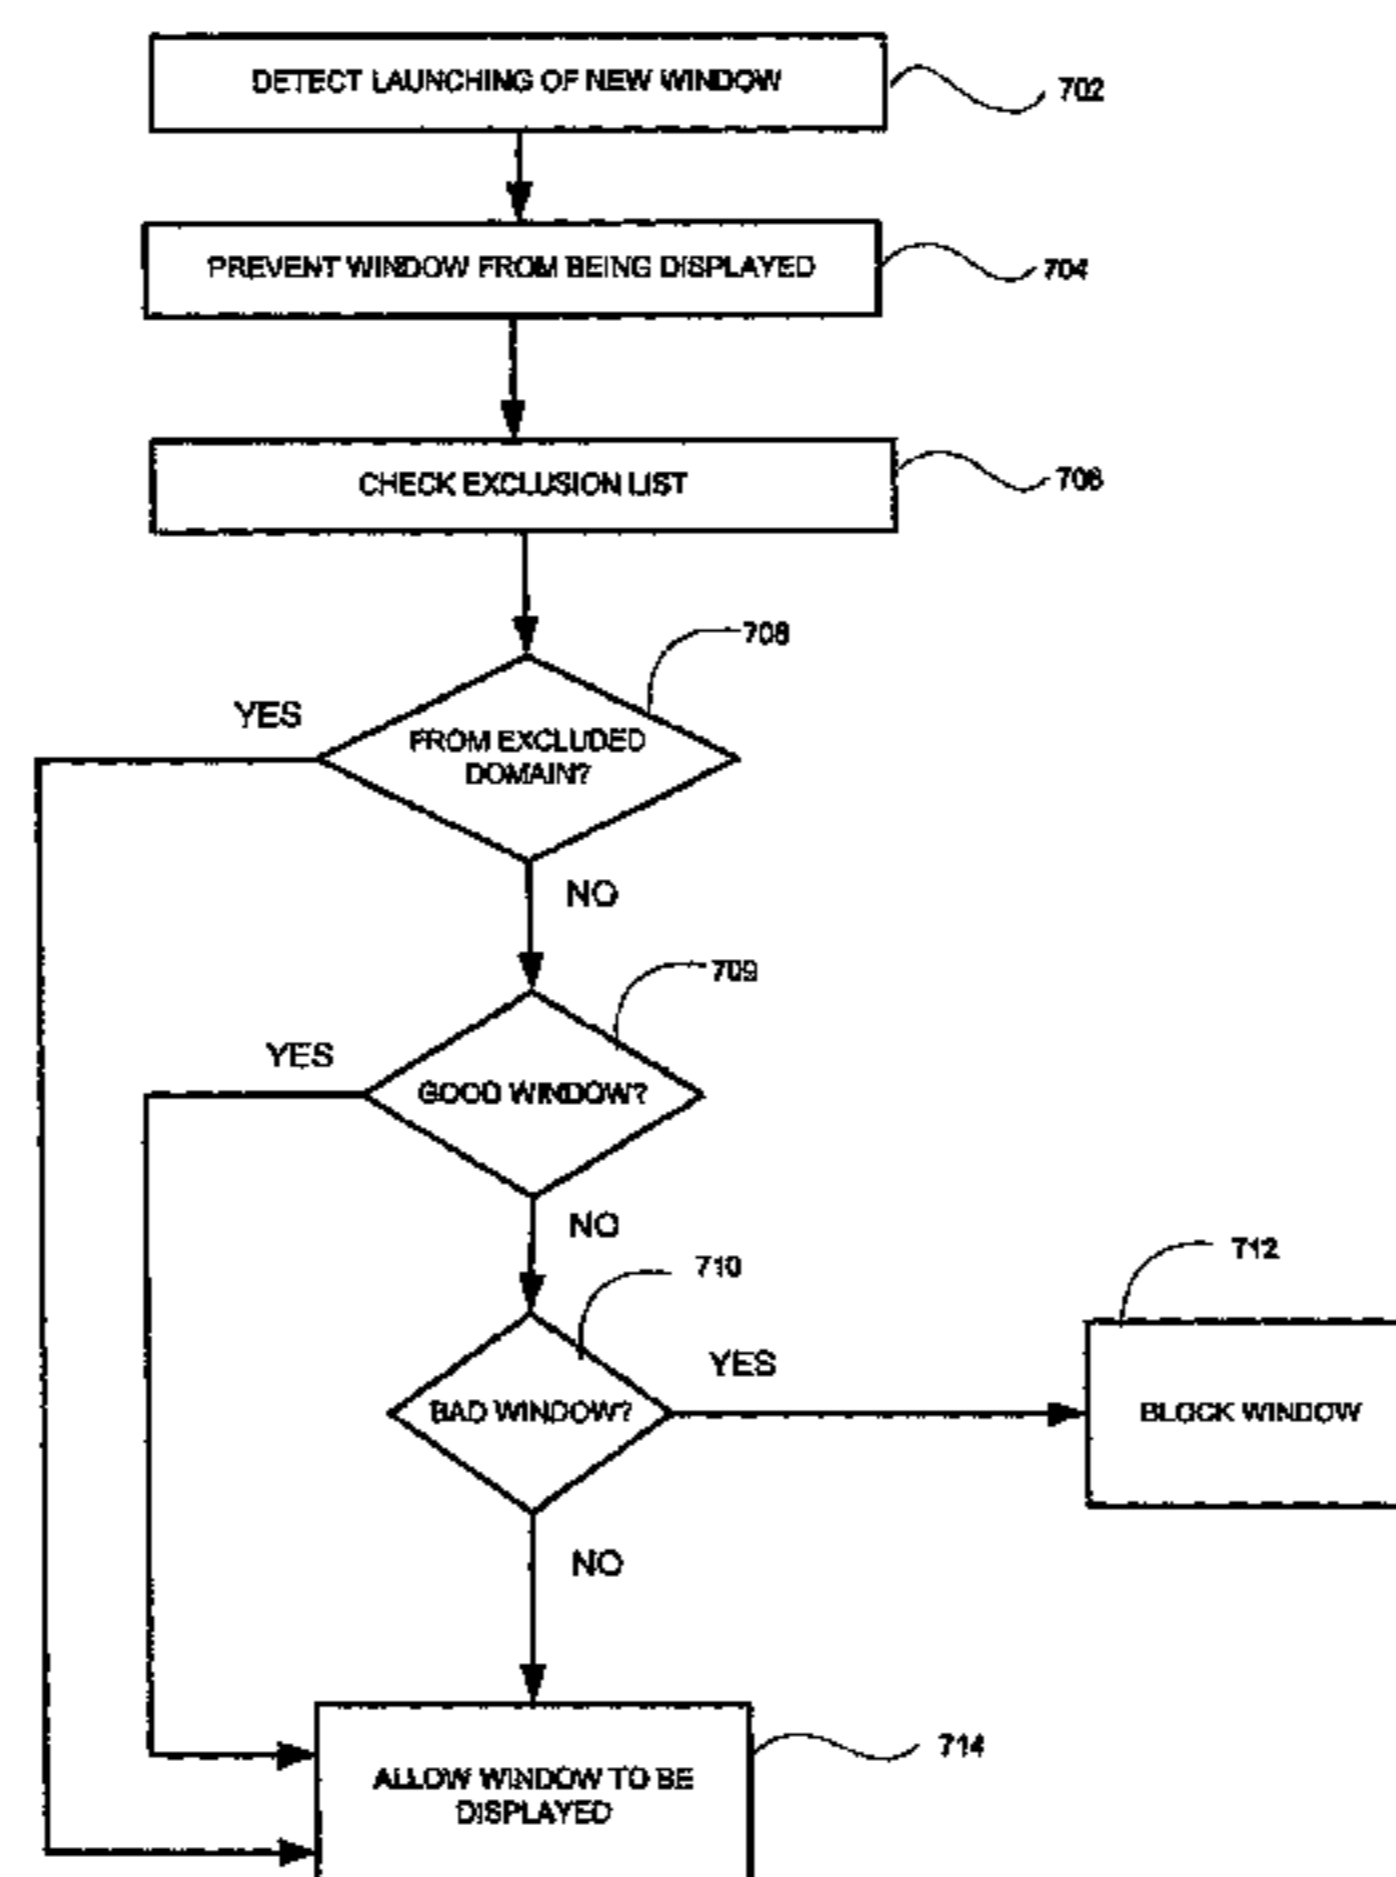 DETECT LAUNCHING OF NEW WINDOW
702
PREVENT WINDOW FROM BEING DISPLAYED
704
CHECK EXCLUSION LIST
706
708
YES
FROM EXCLUDED
DOMAIN?
NO
709
YES
GOOD WINDOW?
NO
710
712
YES
BAD WINDOW?
BLOCK WINDOW
NO
714
ALLOW WINDOW TO BE
DISPLAYED